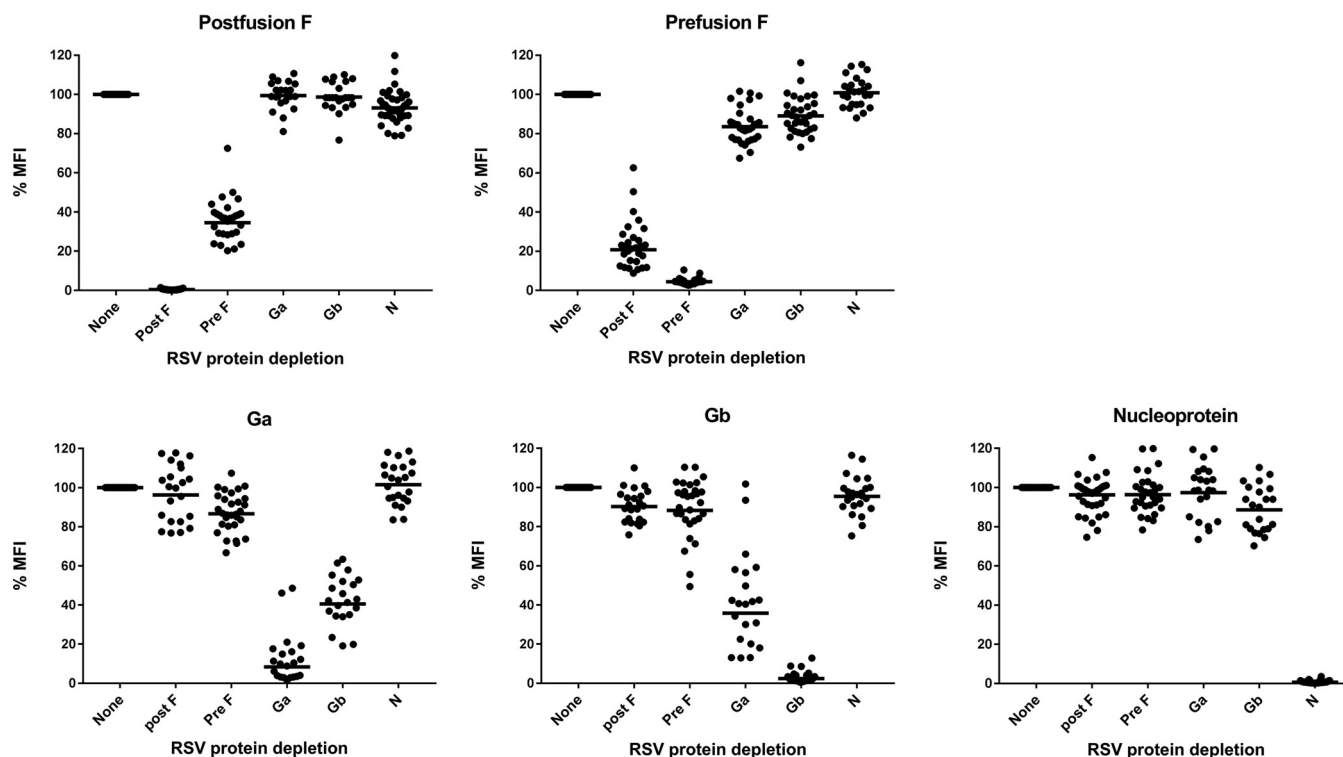 Postfusion F
% MFI
120
100
80
60
40
20
0
None
Post F
Pre F
Ga
Gb
N
RSV protein depletion
Prefusion F
% MFI
120
100
80
60
40
20
0
None
Post F
Pre F
Ga
Gb
N
RSV protein depletion
Ga
% MFI
120
100
80
60
40
20
0
None
post F
Pre F
Ga
Gb
N
RSV protein depletion
Gb
% MFI
120
100
80
60
40
20
0
None
post F
Pre F
Ga
Gb
N
RSV protein depletion
Nucleoprotein
% MFI
120
100
80
60
40
20
0
None
post F
Pre F
Ga
Gb
N
RSV protein depletion